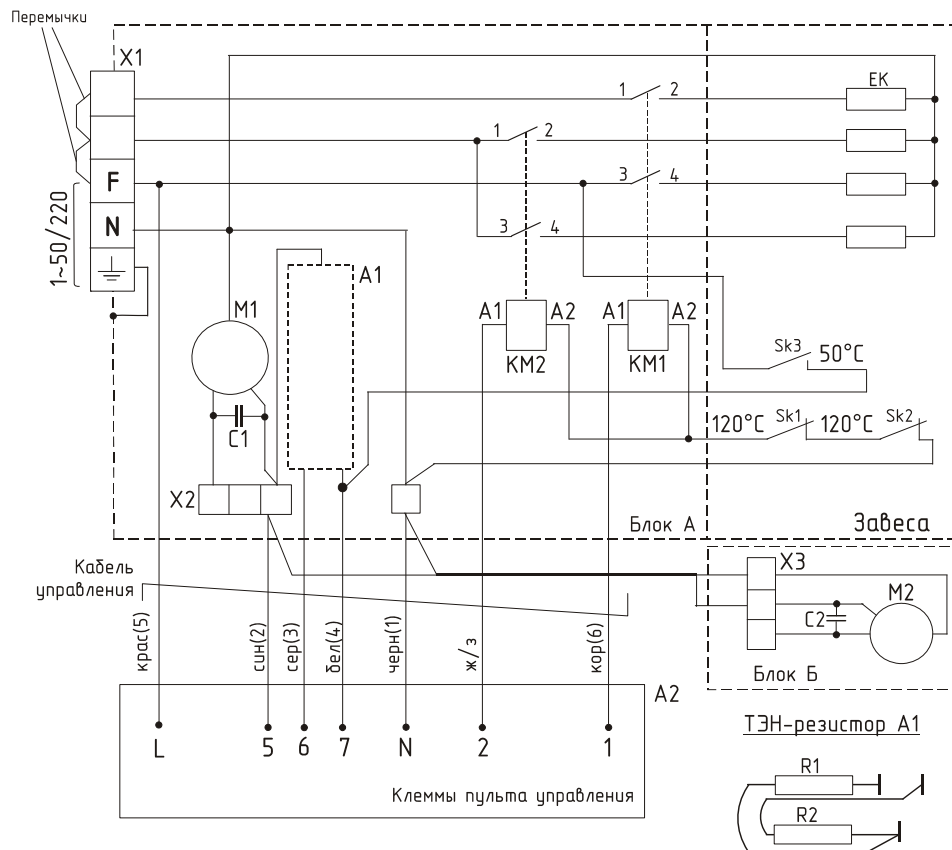 Перемычки
X1
1 2
EK
1 2
F
3 4
N
3 4
1~50/220
A1
M1
A1 A2 A1 A2
KM2 KM1
Sk3 50°C
C1
120°C Sk1 120°C Sk2
X2
Блок А
Завеса
Кабель
управления
X3
M2
C2
крас(5)
син(2)
сер(3)
бел(4)
черн(1)
ж/з
кор(6)
Блок Б
A2
L 5 6 7 N 2 1
Клеммы пульта управления
ТЭН-резистор А1
R1
R2